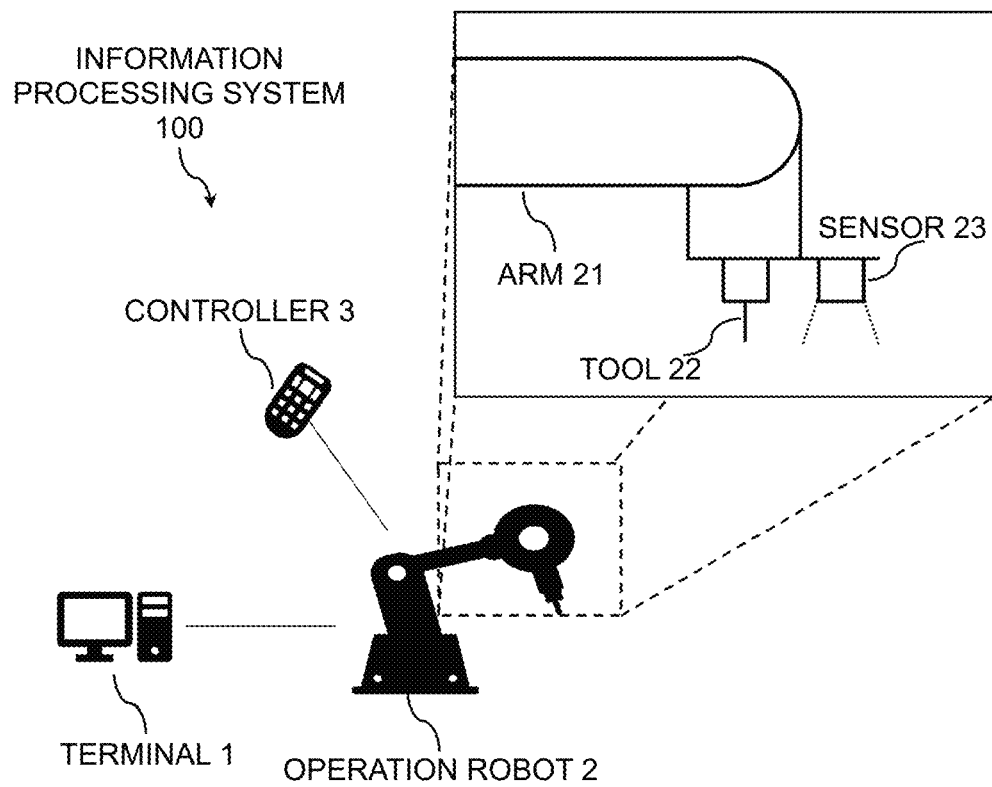 INFORMATION
PROCESSING SYSTEM
100
SENSOR 23
ARM 21
CONTROLLER 3
TOOL 22
TERMINAL 1
OPERATION ROBOT 2